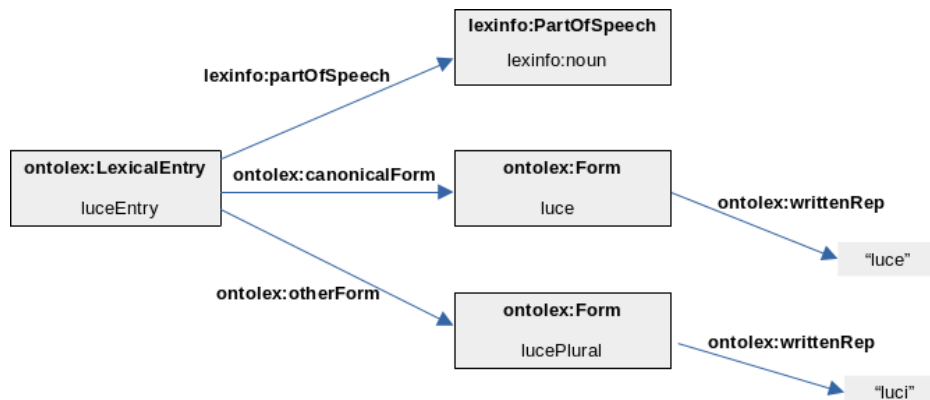 lexinfo:PartOfSpeech
lexinfo:noun
lexinfo:partOfSpeech
ontolex:LexicalEntry
luceEntry
ontolex:canonicalForm
ontolex:Form
luce
ontolex:writtenRep
“luce”
ontolex:otherForm
ontolex:Form
lucePlural
ontolex:writtenRep
“luci”